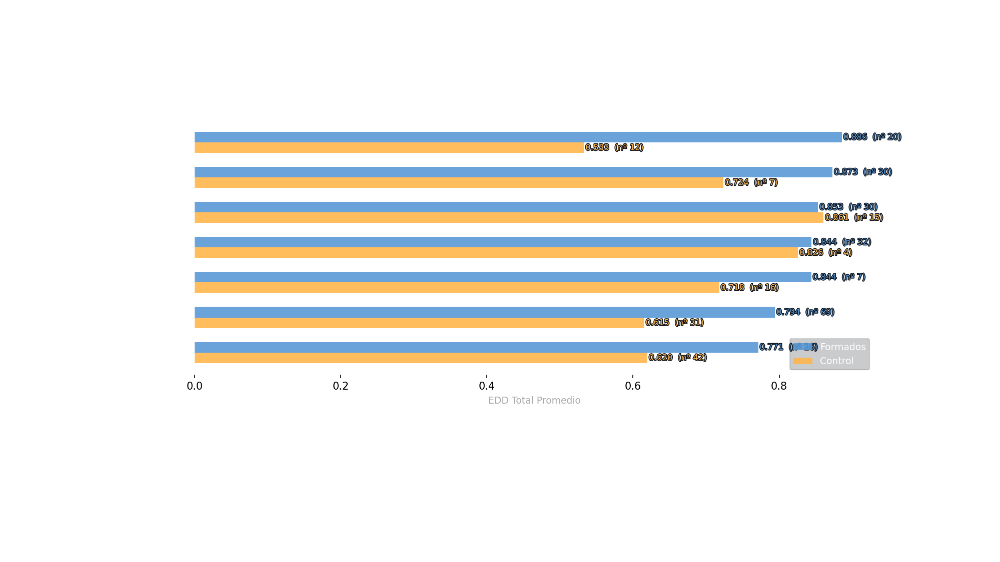 0.886 (nº 20)
0.533 (nº 12)
0.873 (nº 30)
0.724 (nº 7)
0.853 (nº 30)
0.861 (nº 15)
0.844 (nº 32)
0.826 (nº 4)
0.844 (nº 7)
0.718 (nº 16)
0.794 (nº 69)
0.615 (nº 31)
0.771 (nº 16)
Formados
0.620 (nº 42)
Control
0.0 0.2 0.4 0.6 0.8
EDD Total Promedio